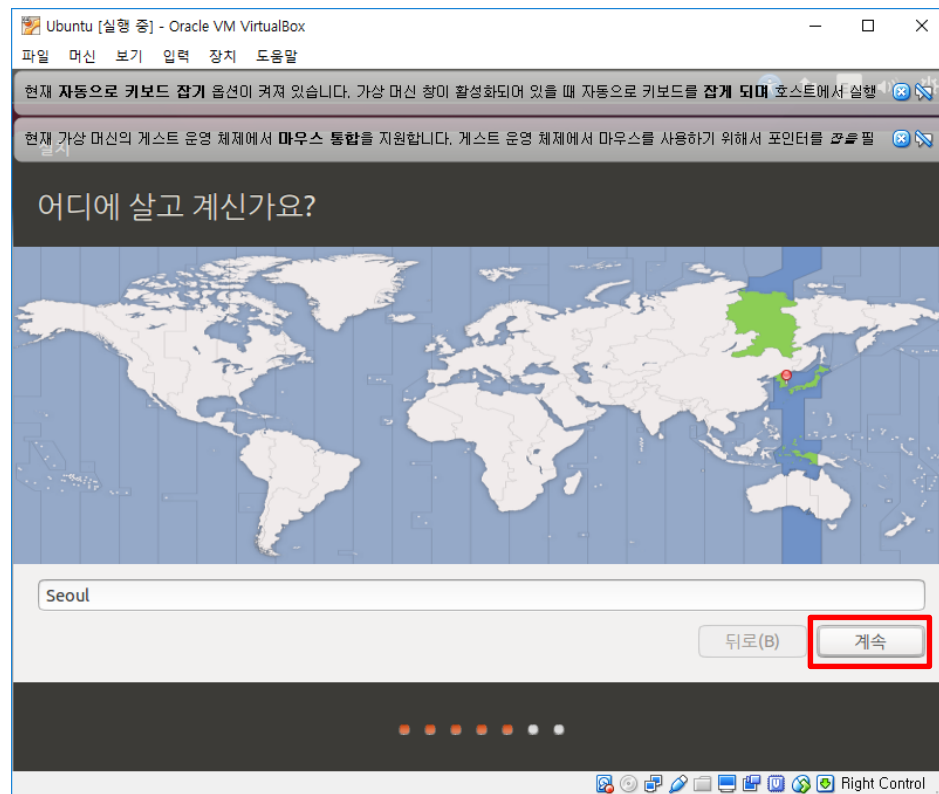 Ubuntu [실행 중] - Oracle VM VirtualBox
파일 머신 보기 입력 장치 도움말
현재 자동으로 키보드 잡기 옵션이 켜져 있습니다. 가상 머신 창이 활성화되어 있을 때 자동으로 키보드를 잡게 되며 호스트에서 실행
현재 가상 머신의 게스트 운영 체제에서 마우스 통합을 지원합니다. 게스트 운영 체제에서 마우스를 사용하기 위해서 포인터를 잡을 필
설치
어디에 살고 계신가요?
Seoul
뒤로(B) 계속
Right Control